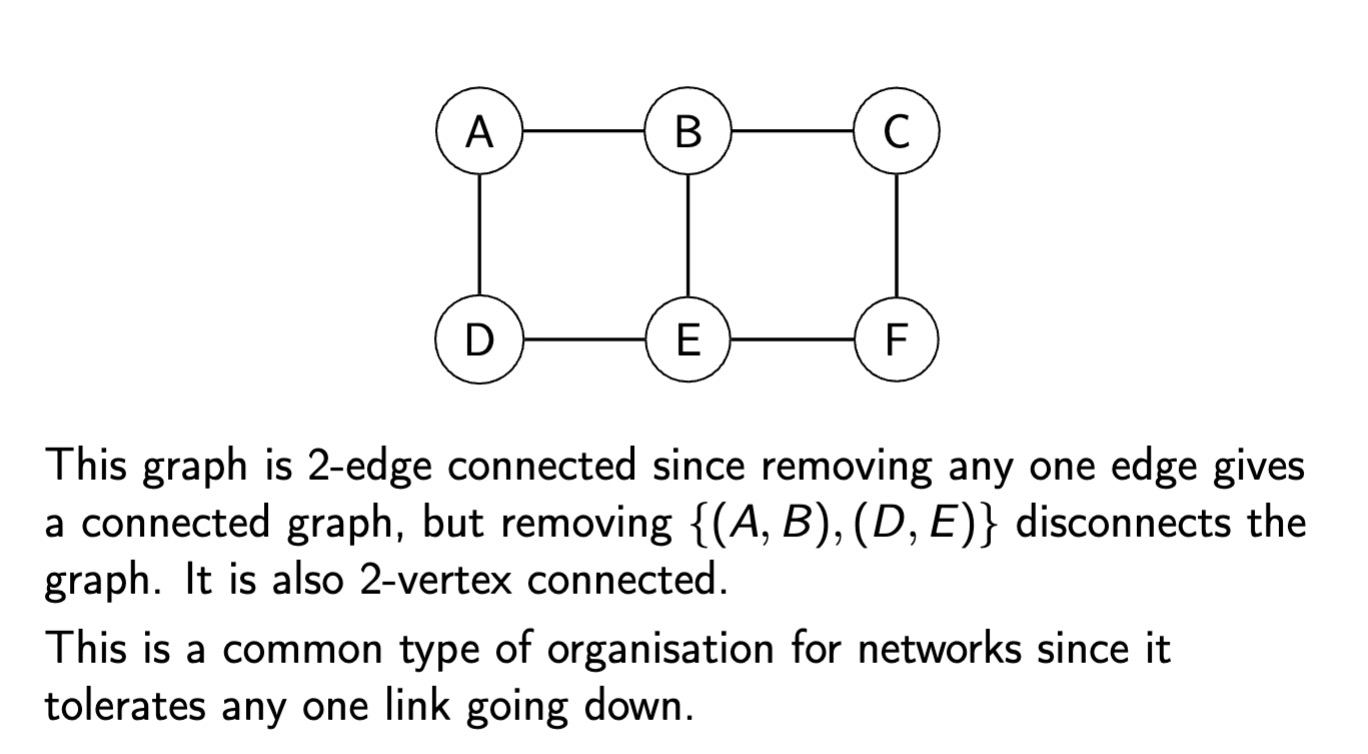 A B C
D E F
This graph is 2-edge connected since removing any one edge gives
a connected graph, but removing {(A, B), (D, E)} disconnects the
graph. It is also 2-vertex connected.
This is a common type of organisation for networks since it
tolerates any one link going down.